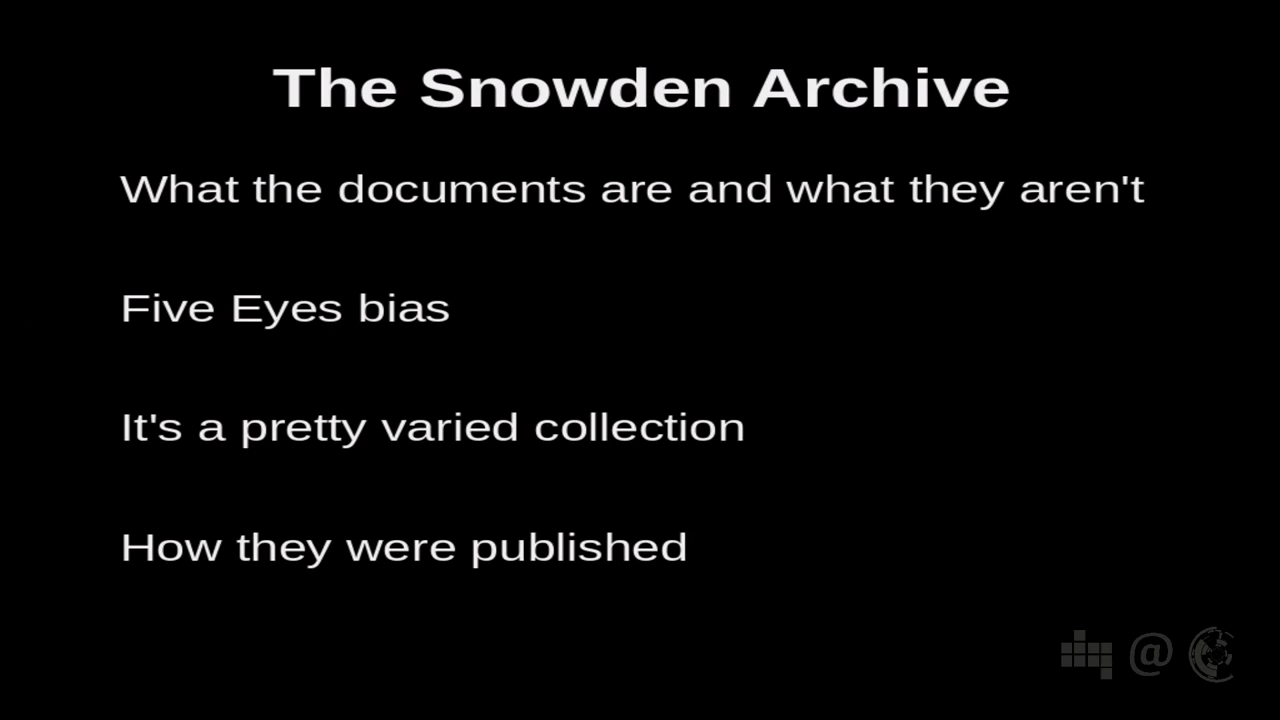 The Snowden Archive
What the documents are and what they aren't
Five Eyes bias
It's a pretty varied collection
How they were published
@